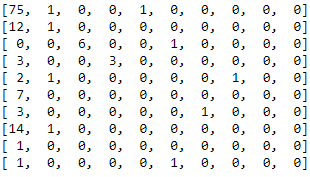 [75, 1, 0, 0, 1, 0, 0, 0, 0, 0]
[12, 1, 0, 0, 0, 0, 0, 0, 0, 0]
[ 0, 0, 6, 0, 0, 1, 0, 0, 0, 0]
[ 3, 0, 0, 3, 0, 0, 0, 0, 0, 0]
[ 2, 1, 0, 0, 0, 0, 0, 1, 0, 0]
[ 7, 0, 0, 0, 0, 0, 0, 0, 0, 0]
[ 3, 0, 0, 0, 0, 0, 1, 0, 0, 0]
[14, 1, 0, 0, 0, 0, 0, 0, 0, 0]
[ 1, 0, 0, 0, 0, 0, 0, 0, 0, 0]
[ 1, 0, 0, 0, 0, 1, 0, 0, 0, 0]